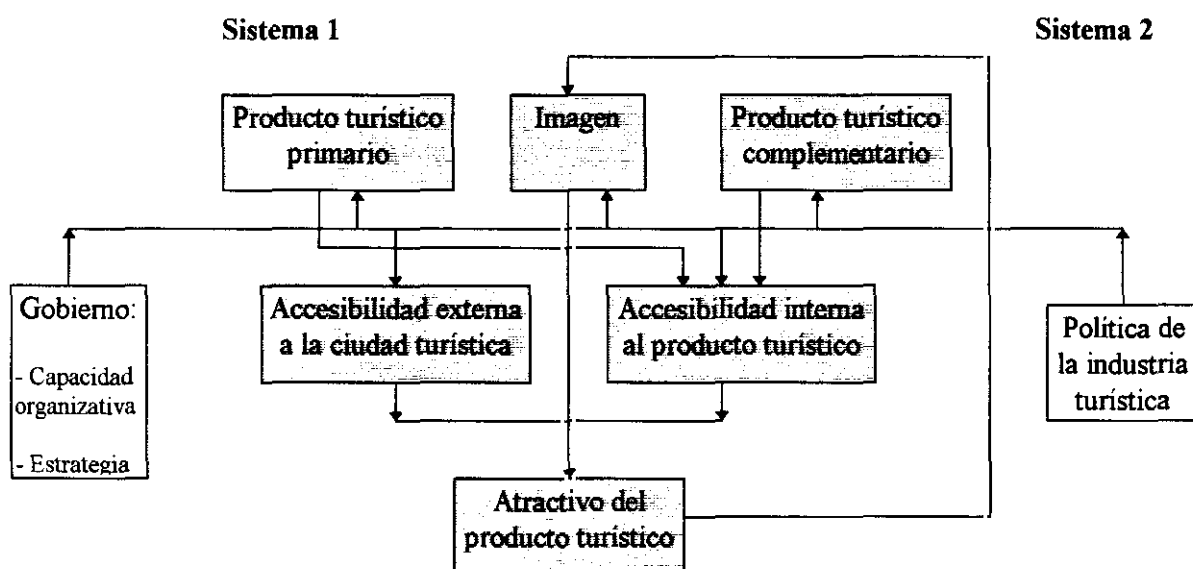 Sistema 1
Sistema 2
Producto turístico
primario
Imagen
Producto turístico
complementario
Gobierno:
- Capacidad
organizativa
- Estrategia
Accesibilidad externa
a la ciudad turística
Accesibilidad interna
al producto turístico
Política de
la industria
turística
Atractivo del
producto turístico